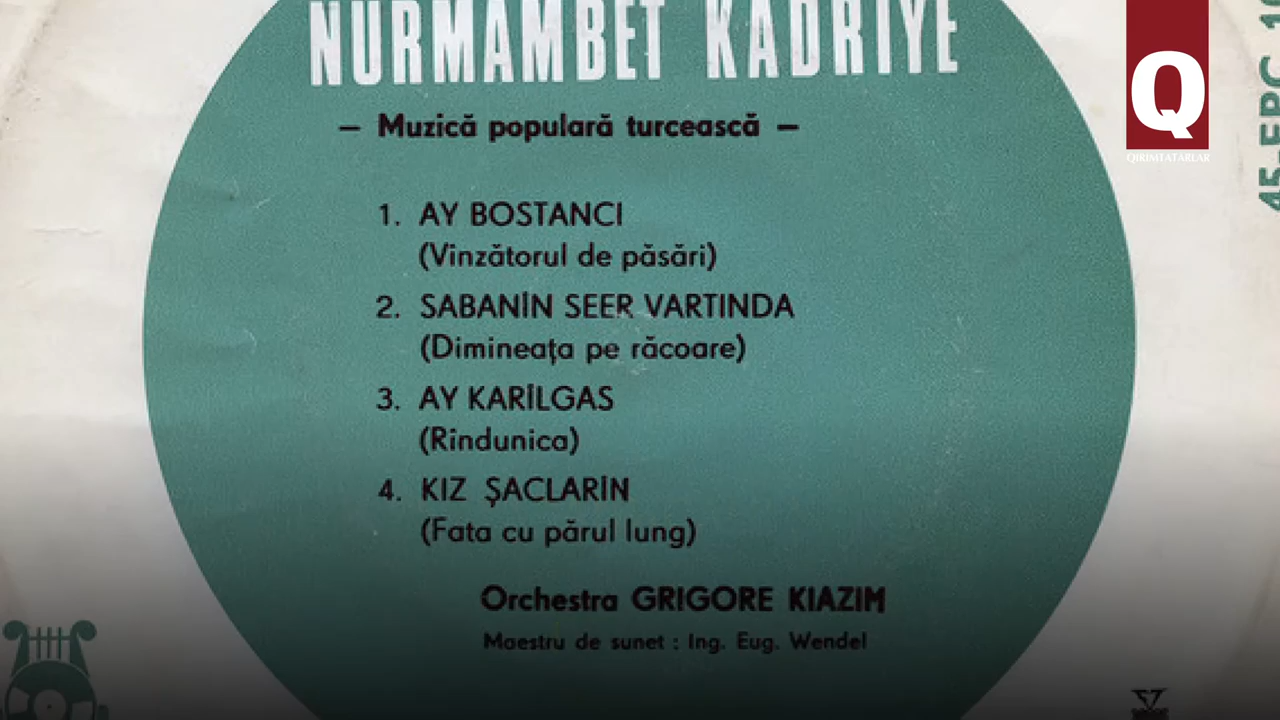 NURMAMBET KADRIYE
— Muzică populară turcească —
1. AY BOSTANCI
(Vinzătorul de păsări)
2. SABANİN SEER VARTINDA
(Dimineața pe răcoare)
3. AY KARİLGAS
(Rîndunica)
4. KIZ ȘACLARİN
(Fata cu părul lung)
Orchestra GRIGORE KIAZIM
Maestru de sunet : Ing. Eug. Wendel
Q
QIRIMTATARLAR